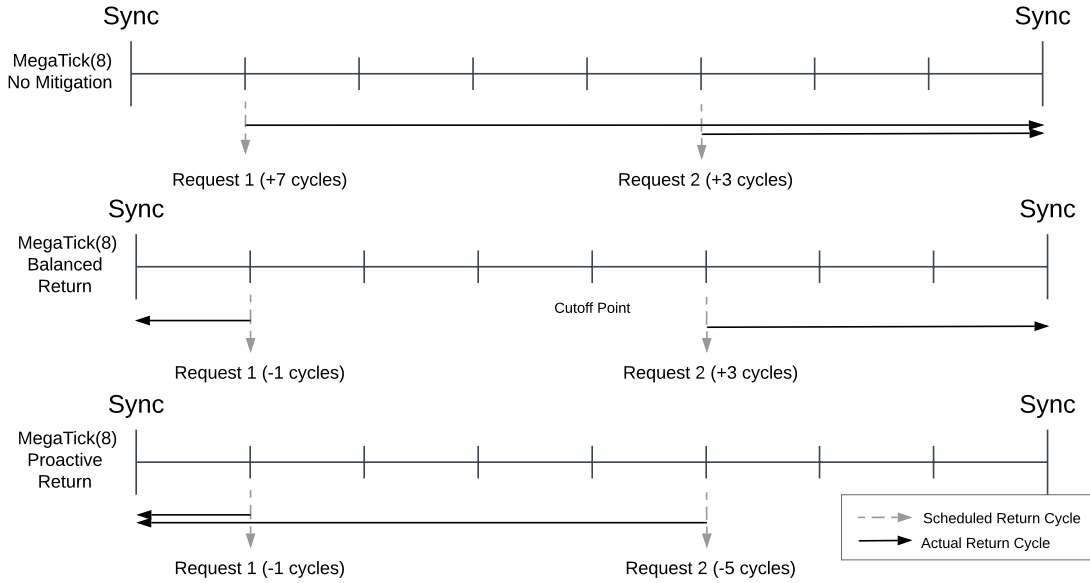 Sync
Sync
MegaTick(8)
No Mitigation
Request 1 (+7 cycles)
Request 2 (+3 cycles)
Sync
Sync
MegaTick(8)
Balanced
Return
Cutoff Point
Request 1 (-1 cycles)
Request 2 (+3 cycles)
Sync
Sync
MegaTick(8)
Proactive
Return
Scheduled Return Cycle
Actual Return Cycle
Request 1 (-1 cycles)
Request 2 (-5 cycles)